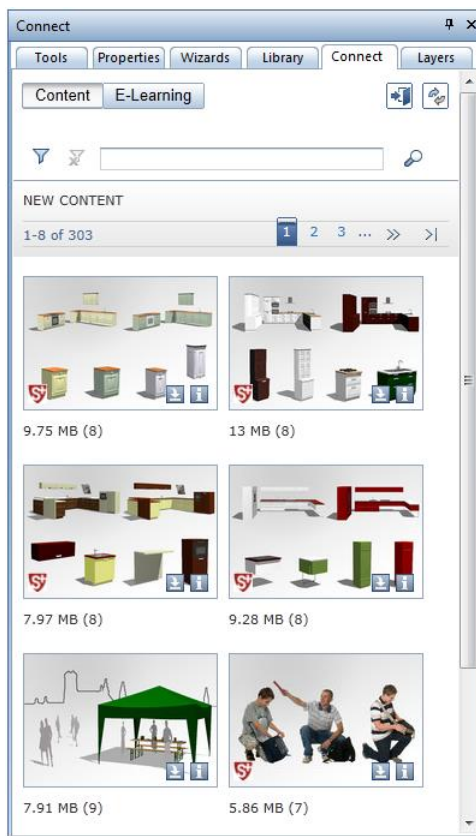 Connect
Tools Properties Wizards Library Connect Layers
Content E-Learning
NEW CONTENT
1-8 of 303 1 2 3 ... >> >|
S+ i S+ i
9.75 MB (8) 13 MB (8)
S+ i S+ i
7.97 MB (8) 9.28 MB (8)
i S+ i
7.91 MB (9) 5.86 MB (7)